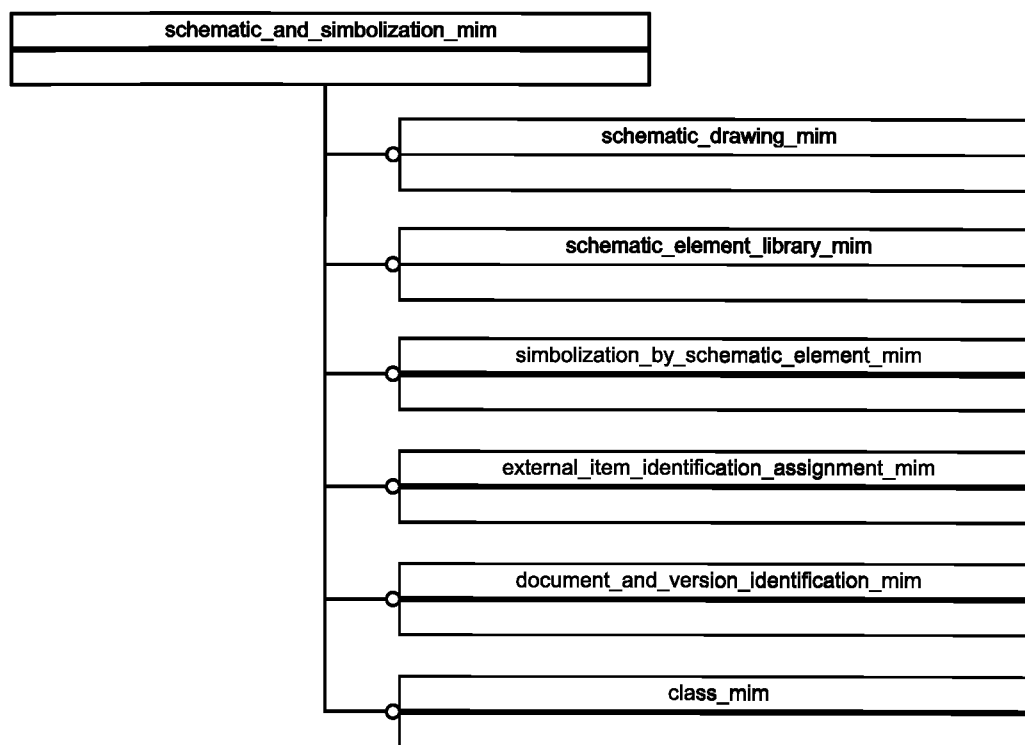 schematic_and_simbolization_mim
schematic_drawing_mim
schematic_element_library_mim
simbolization_by_schematic_element_mim
external_item_identification_assignment_mim
document_and_version_identification_mim
class_mim